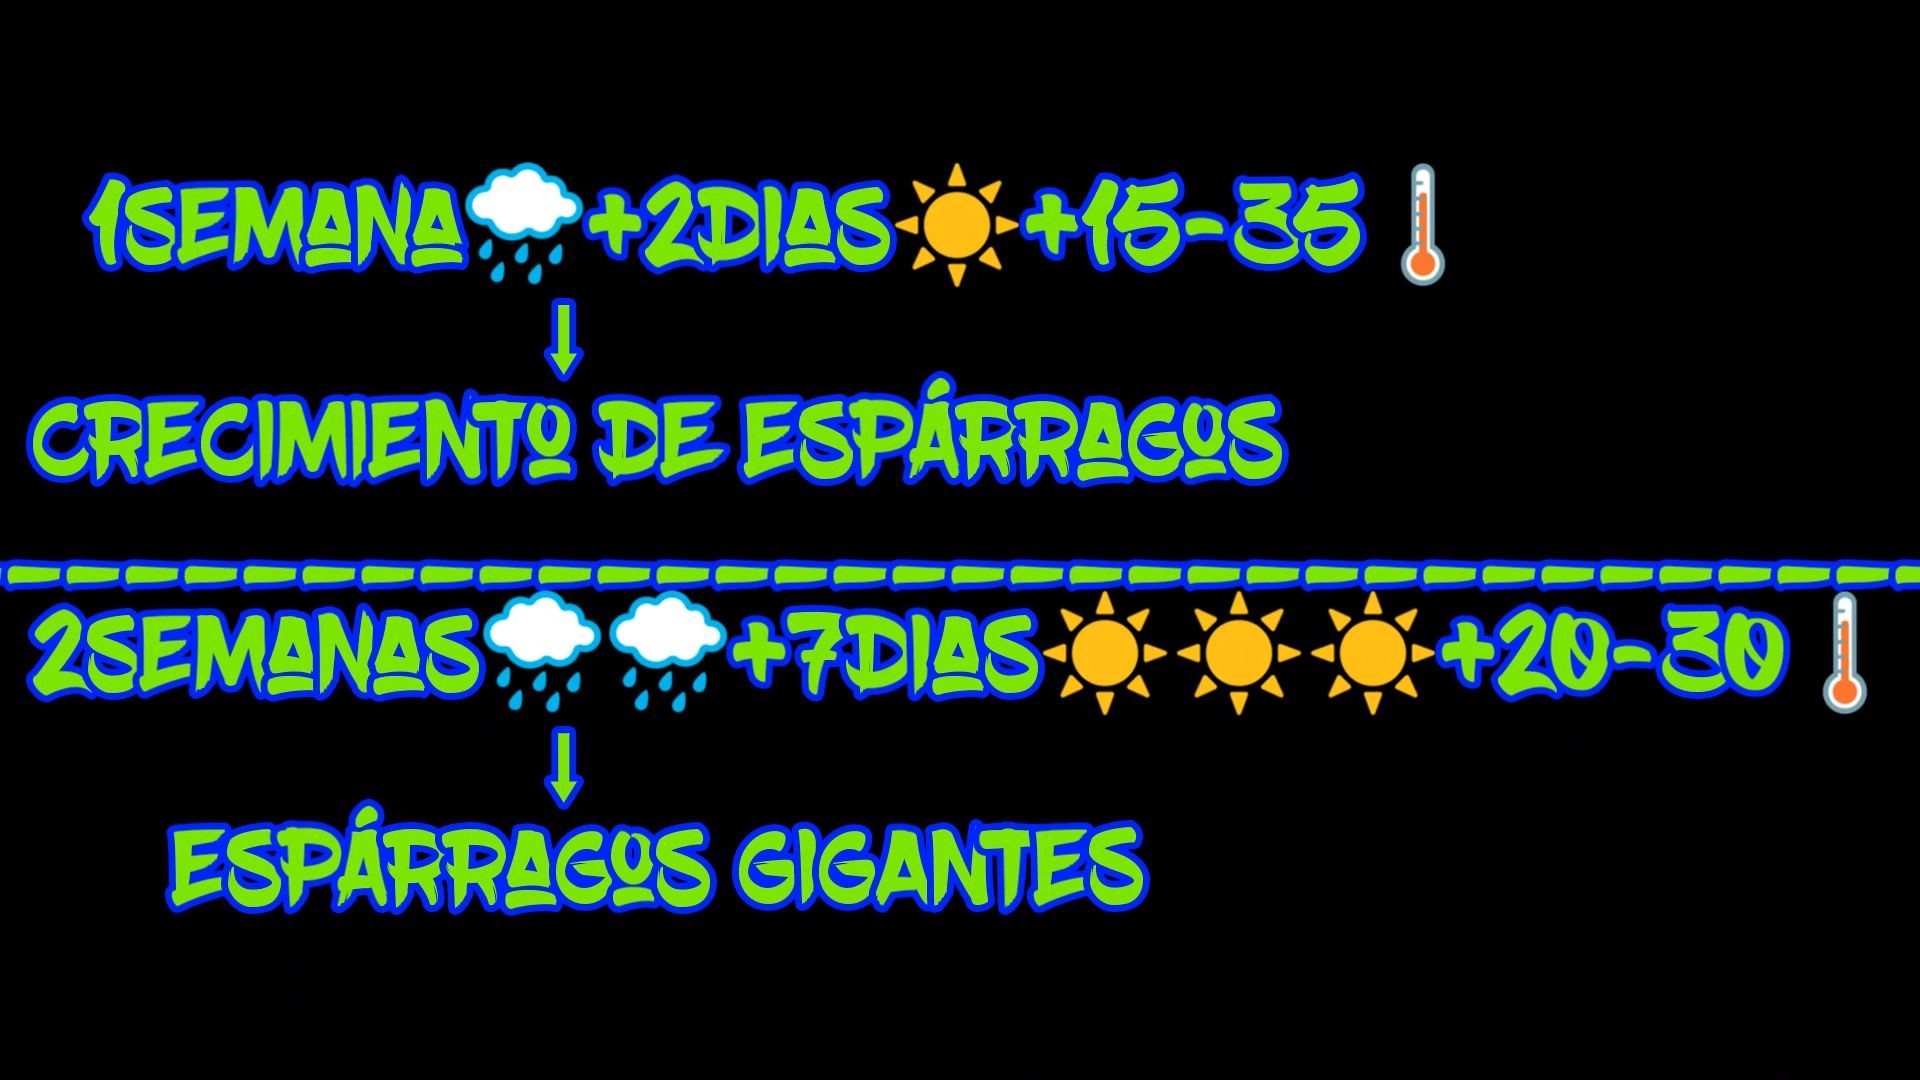 1SEMANA🌧+2DIAS☀+15-35🌡
↓
CRECIMIENTO DE ESPÁRRAGOS
---------------------------------
2SEMANAS🌧🌧+7DIAS☀☀☀+20-30🌡
↓
ESPÁRRAGOS GIGANTES